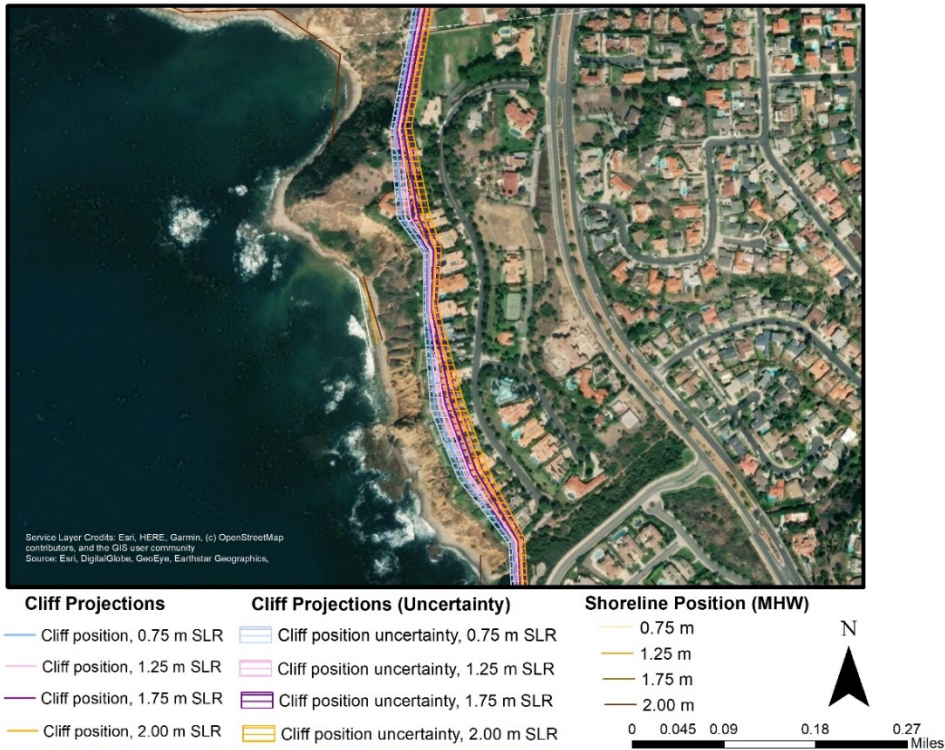 Service Layer Credits: Esri, HERE, Garmin, (c) OpenStreetMap
contributors, and the GIS user community
Source: Esri, DigitalGlobe, GeoEye, Earthstar Geographics,
Cliff Projections
Cliff position, 0.75 m SLR
Cliff position, 1.25 m SLR
Cliff position, 1.75 m SLR
Cliff position, 2.00 m SLR
Cliff Projections (Uncertainty)
Cliff position uncertainty, 0.75 m SLR
Cliff position uncertainty, 1.25 m SLR
Cliff position uncertainty, 1.75 m SLR
Cliff position uncertainty, 2.00 m SLR
Shoreline Position (MHW)
0.75 m
1.25 m
1.75 m
2.00 m
N
0 0.045 0.09 0.18 0.27
Miles